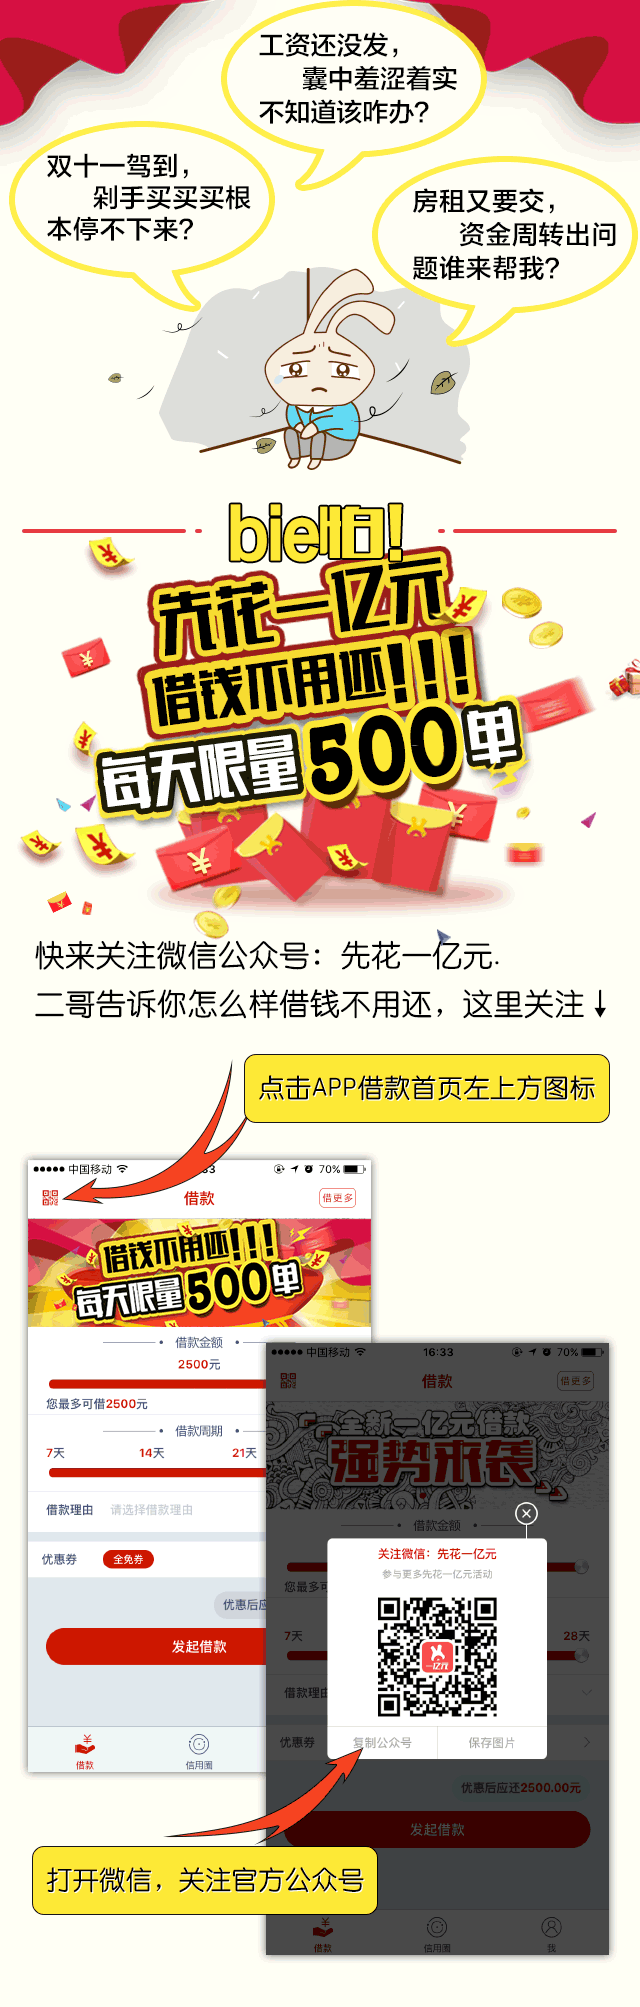 工资还没发，
囊中羞涩着实
不知道该咋办？
双十一驾到，
剁手买买买根
本停不下来？
房租又要交，
资金周转出问
题谁来帮我？
bie怕！
先花一亿元
借钱不用还！！！
每天限量500单
快来关注微信公众号：先花一亿元.
二哥告诉你怎么样借钱不用还，这里关注↓
点击APP借款首页左上方图标
中国移动 33 70%
借款 借更多
借钱不用还！！！
每天限量500单
借款金额
2500元
您最多可借2500元
借款周期
7天 14天 21天
借款理由 请选择借款理由
优惠券 全免券
优惠后应
发起借款
借款 信用圈
中国移动 16:33 70%
借款 借更多
全新一亿元借款
强势来袭
借款金额
您最多可
7天 28天
借款理由
优惠券
关注微信：先花一亿元
参与更多先花一亿元活动
一亿元
复制公众号 保存图片
优惠后应还2500.00元
发起借款
借款 信用圈 我
打开微信，关注官方公众号